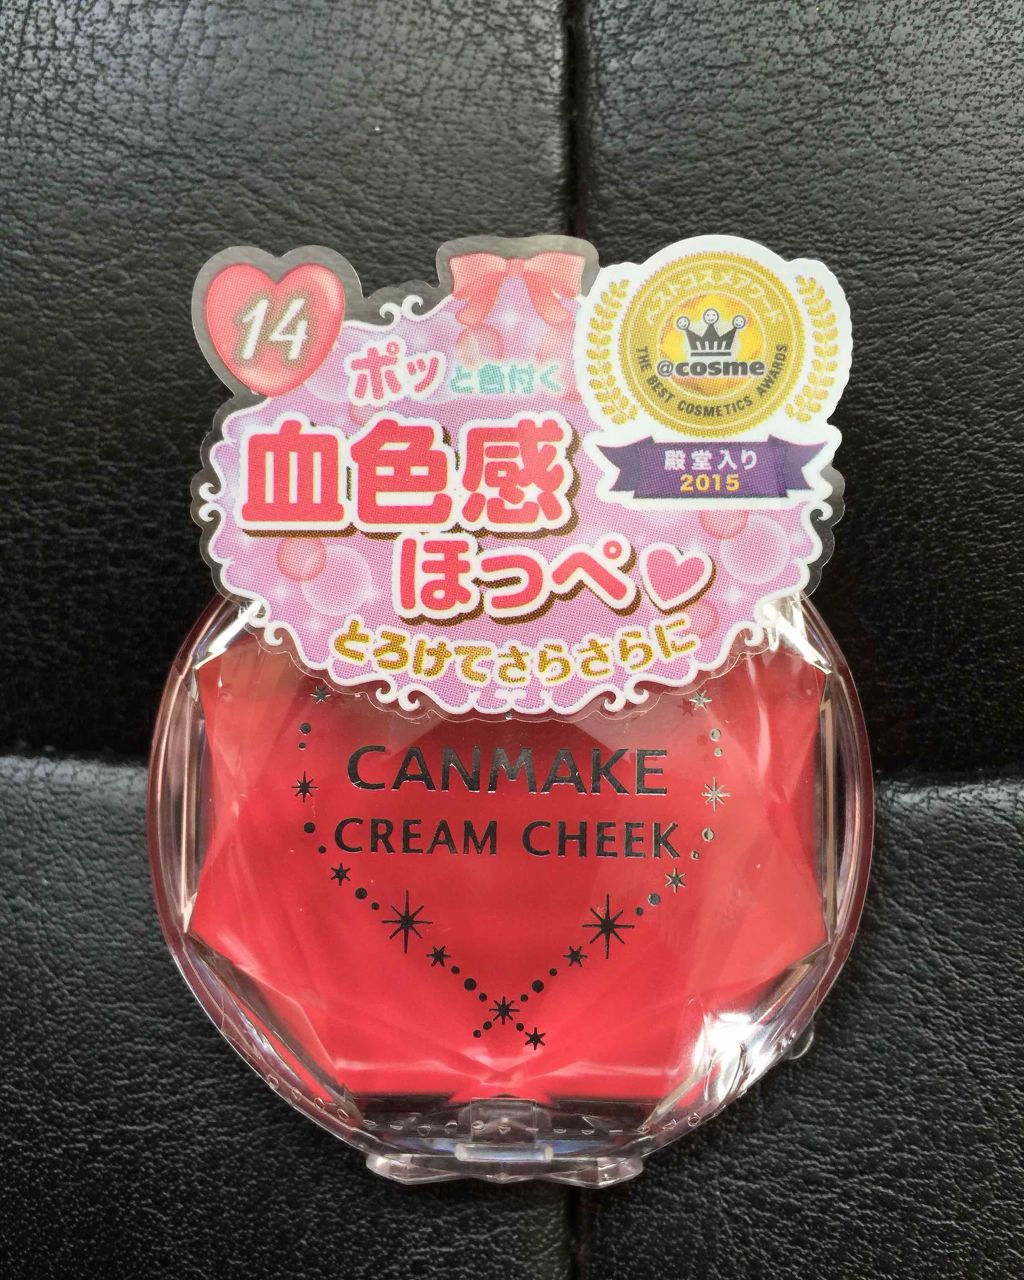 14
ポッと色付く
血色感
ほっぺ♡
とろけてさらさらに
ベストコスメアワード
@cosme
THE BEST COSMETICS AWARDS
殿堂入り
2015
CANMAKE
CREAM CHEEK